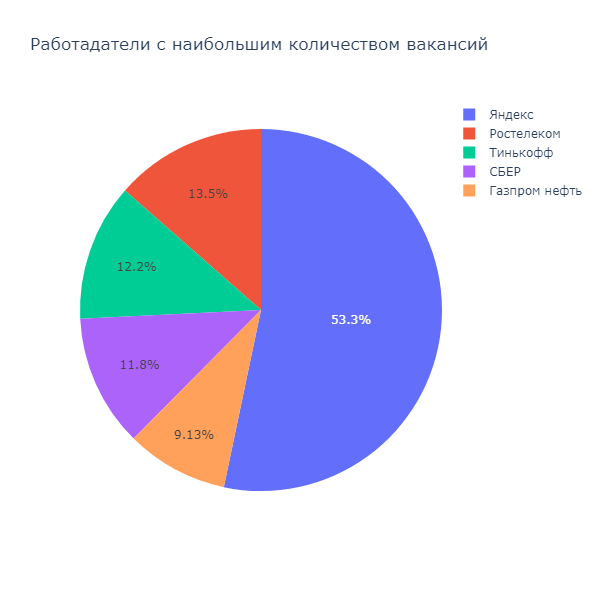 Работадатели с наибольшим количеством вакансий
Яндекс
Ростелеком
Тинькофф
СБЕР
Газпром нефть
13.5%
12.2%
53.3%
11.8%
9.13%